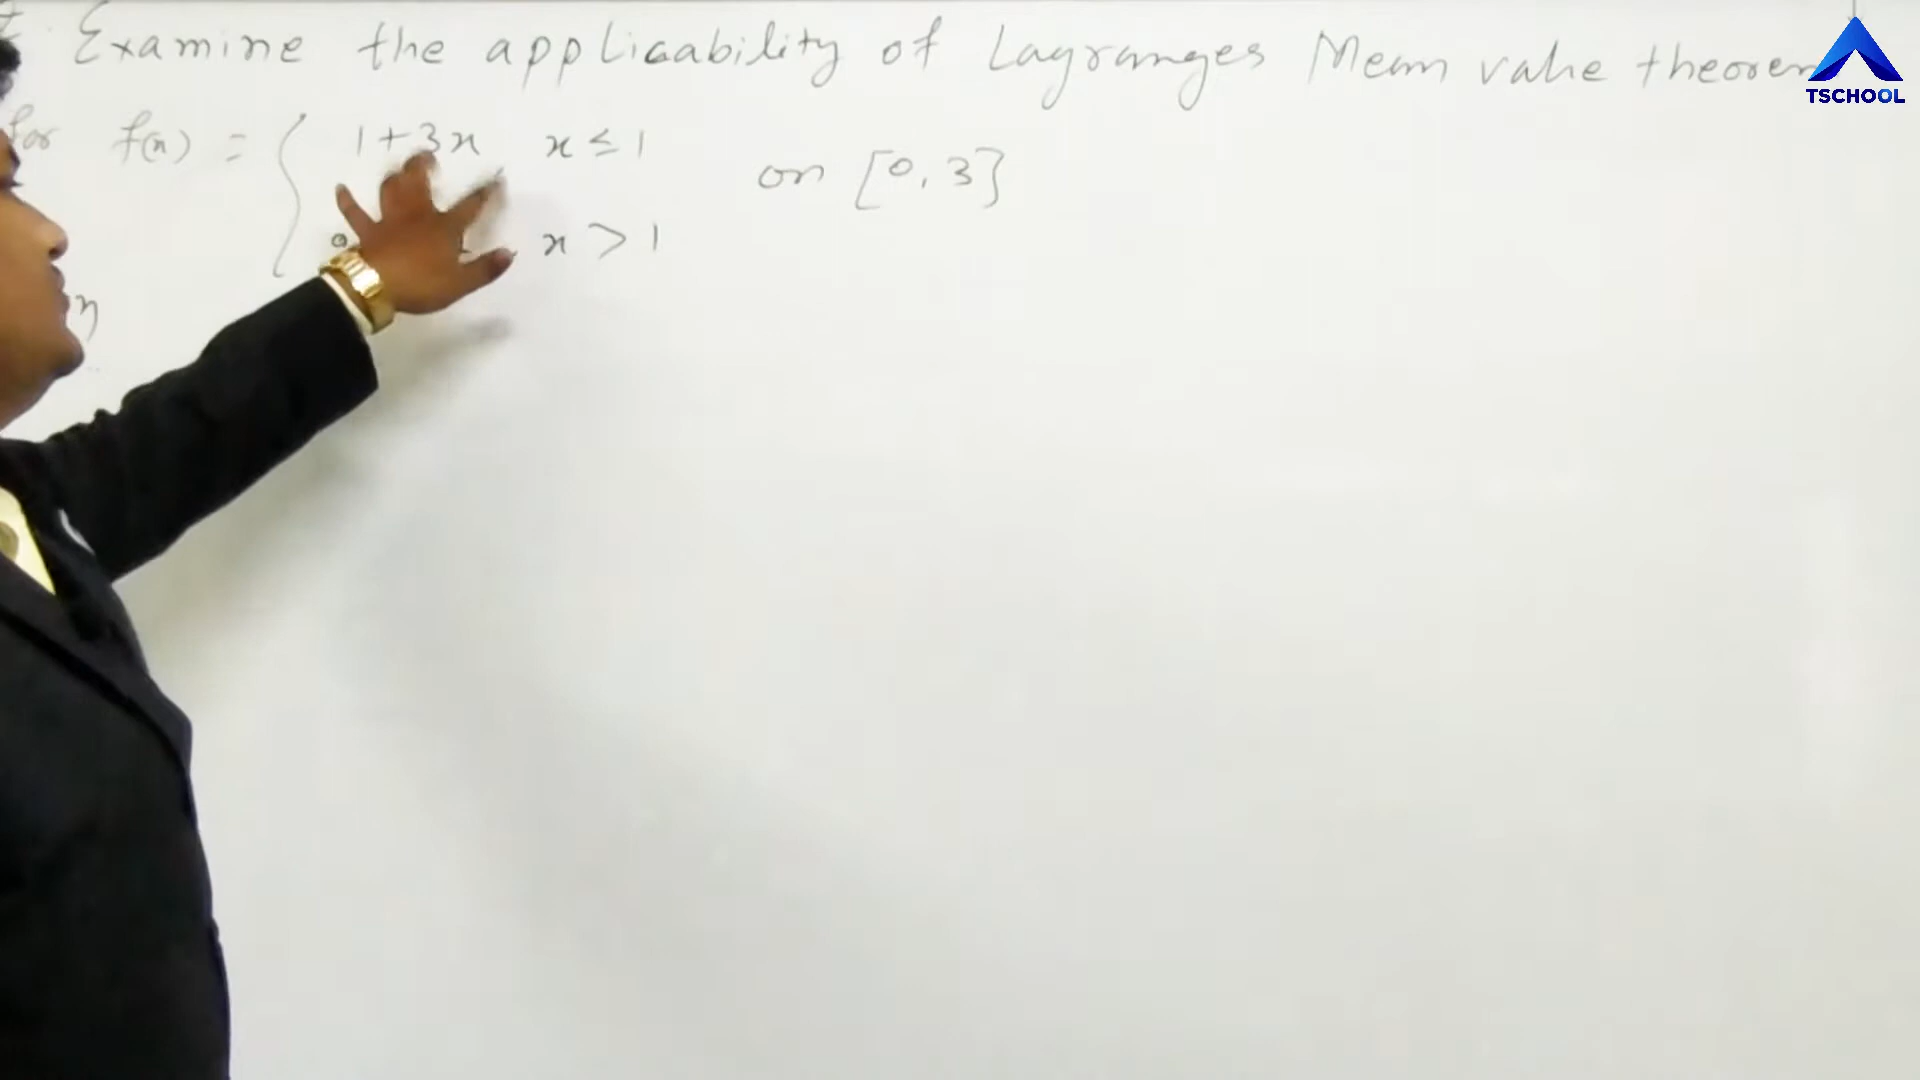 Examine the applicability of Lagranges Mean value theorem
for f(x) = { 1+3x x ≤ 1
on [0, 3]
x > 1
TSCHOOL